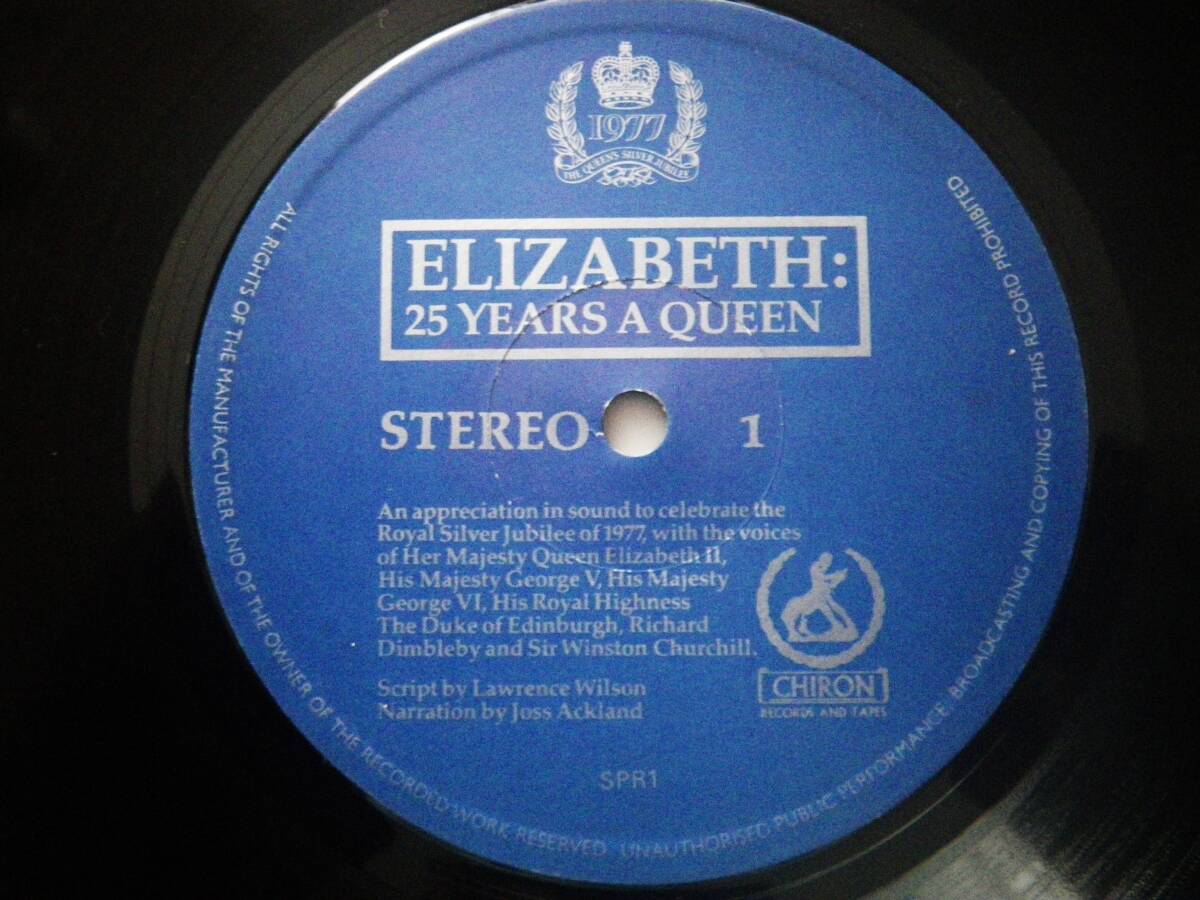 1977
THE QUEEN'S SILVER JUBILEE
ELIZABETH:
25 YEARS A QUEEN
STEREO 1
An appreciation in sound to celebrate the
Royal Silver Jubilee of 1977, with the voices
of Her Majesty Queen Elizabeth II,
His Majesty George V, His Majesty
George VI, His Royal Highness
The Duke of Edinburgh, Richard
Dimbleby and Sir Winston Churchill.
Script by Lawrence Wilson
Narration by Joss Ackland
CHIRON
RECORDS AND TAPES
SPR1
ALL RIGHTS OF THE MANUFACTURER AND OF THE OWNER OF THE RECORDED WORK RESERVED UNAUTHORISED PUBLIC PERFORMANCE BROADCASTING AND COPYING OF THIS RECORD PROHIBITED